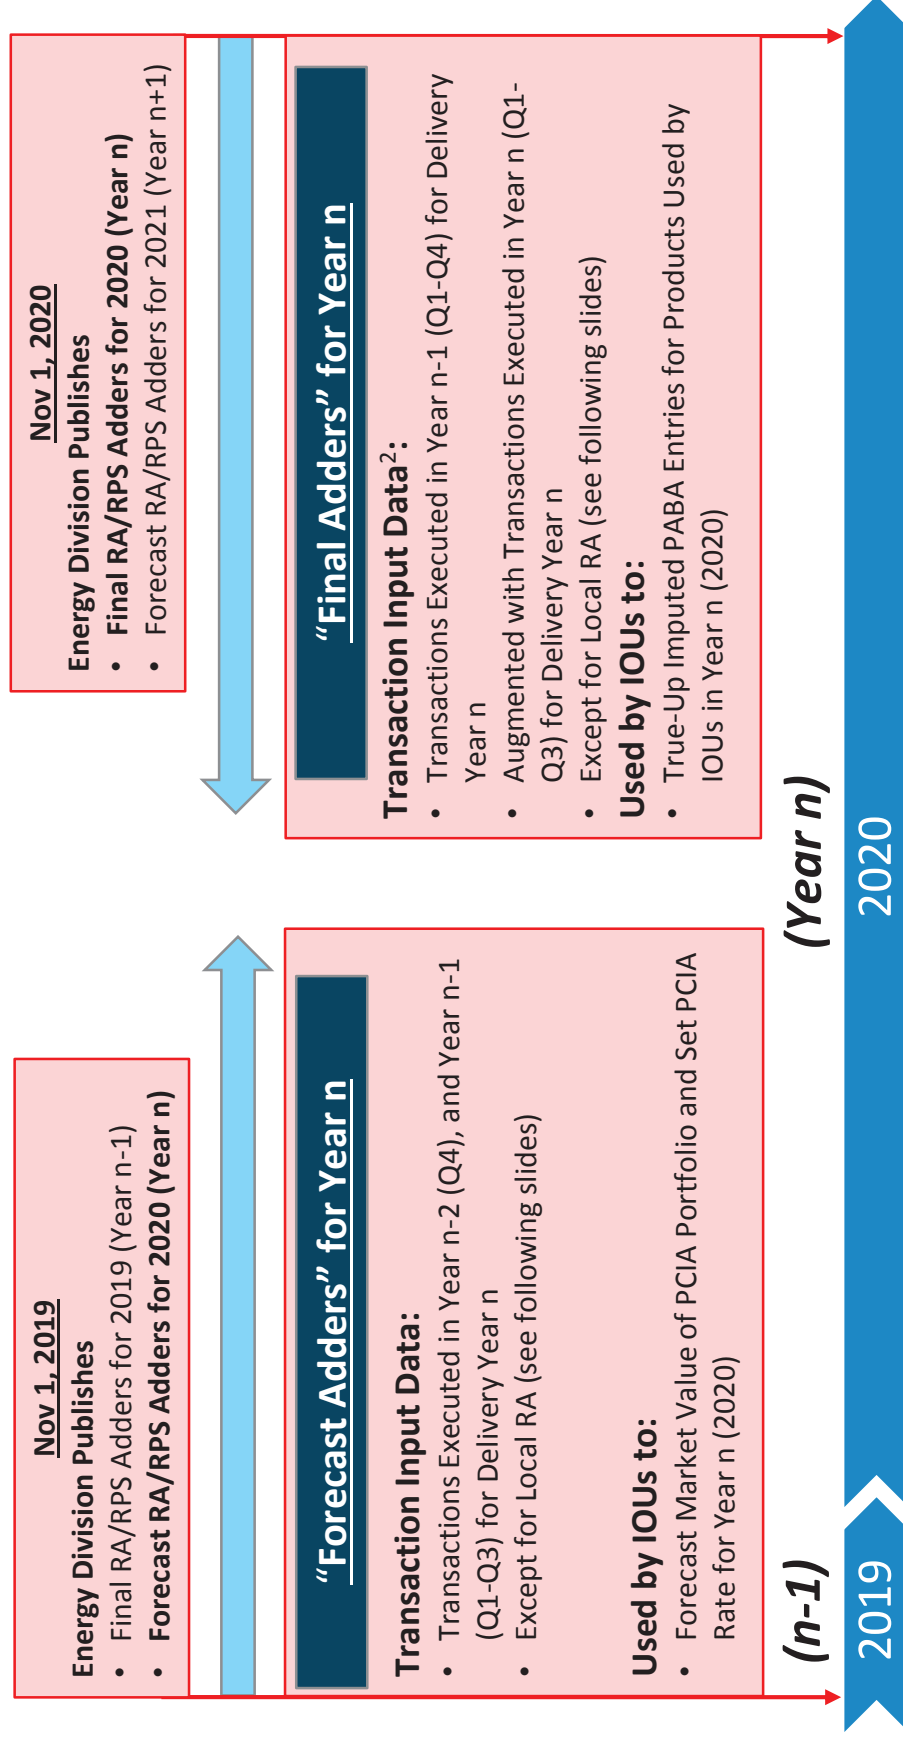 Nov 1, 2019
Energy Division Publishes
• Final RA/RPS Adders for 2019 (Year n-1)
• Forecast RA/RPS Adders for 2020 (Year n)
"Forecast Adders" for Year n
Transaction Input Data:
• Transactions Executed in Year n-2 (Q4), and Year n-1
(Q1-Q3) for Delivery Year n
• Except for Local RA (see following slides)
Used by IOUs to:
• Forecast Market Value of PCIA Portfolio and Set PCIA
Rate for Year n (2020)
Nov 1, 2020
Energy Division Publishes
• Final RA/RPS Adders for 2020 (Year n)
• Forecast RA/RPS Adders for 2021 (Year n+1)
"Final Adders" for Year n
Transaction Input Data²:
• Transactions Executed in Year n-1 (Q1-Q4) for Delivery
Year n
• Augmented with Transactions Executed in Year n (Q1-
Q3) for Delivery Year n
• Except for Local RA (see following slides)
Used by IOUs to:
• True-Up Imputed PABA Entries for Products Used by
IOUs in Year n (2020)
(n-1)
(Year n)
2019
2020